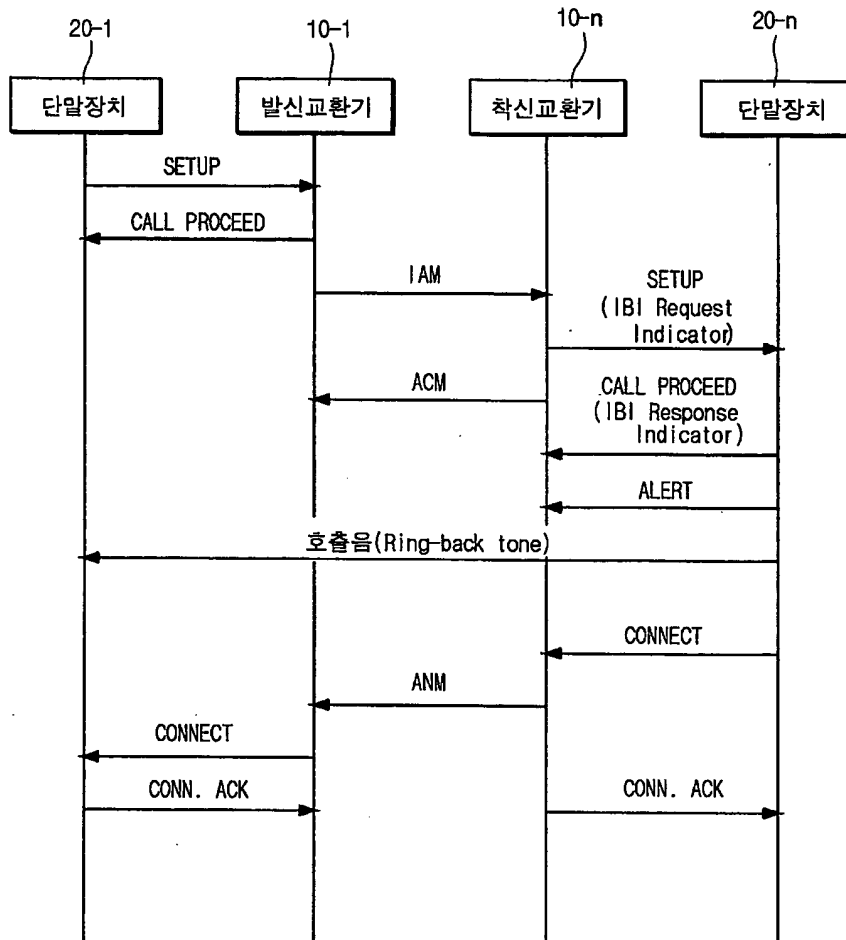 20-1
10-1
10-n
20-n
단말장치
발신교환기
착신교환기
단말장치
SETUP
CALL PROCEED
IAM
SETUP
(IBI Request
Indicator)
ACM
CALL PROCEED
(IBI Response
Indicator)
ALERT
호출음(Ring-back tone)
CONNECT
ANM
CONNECT
CONN. ACK
CONN. ACK